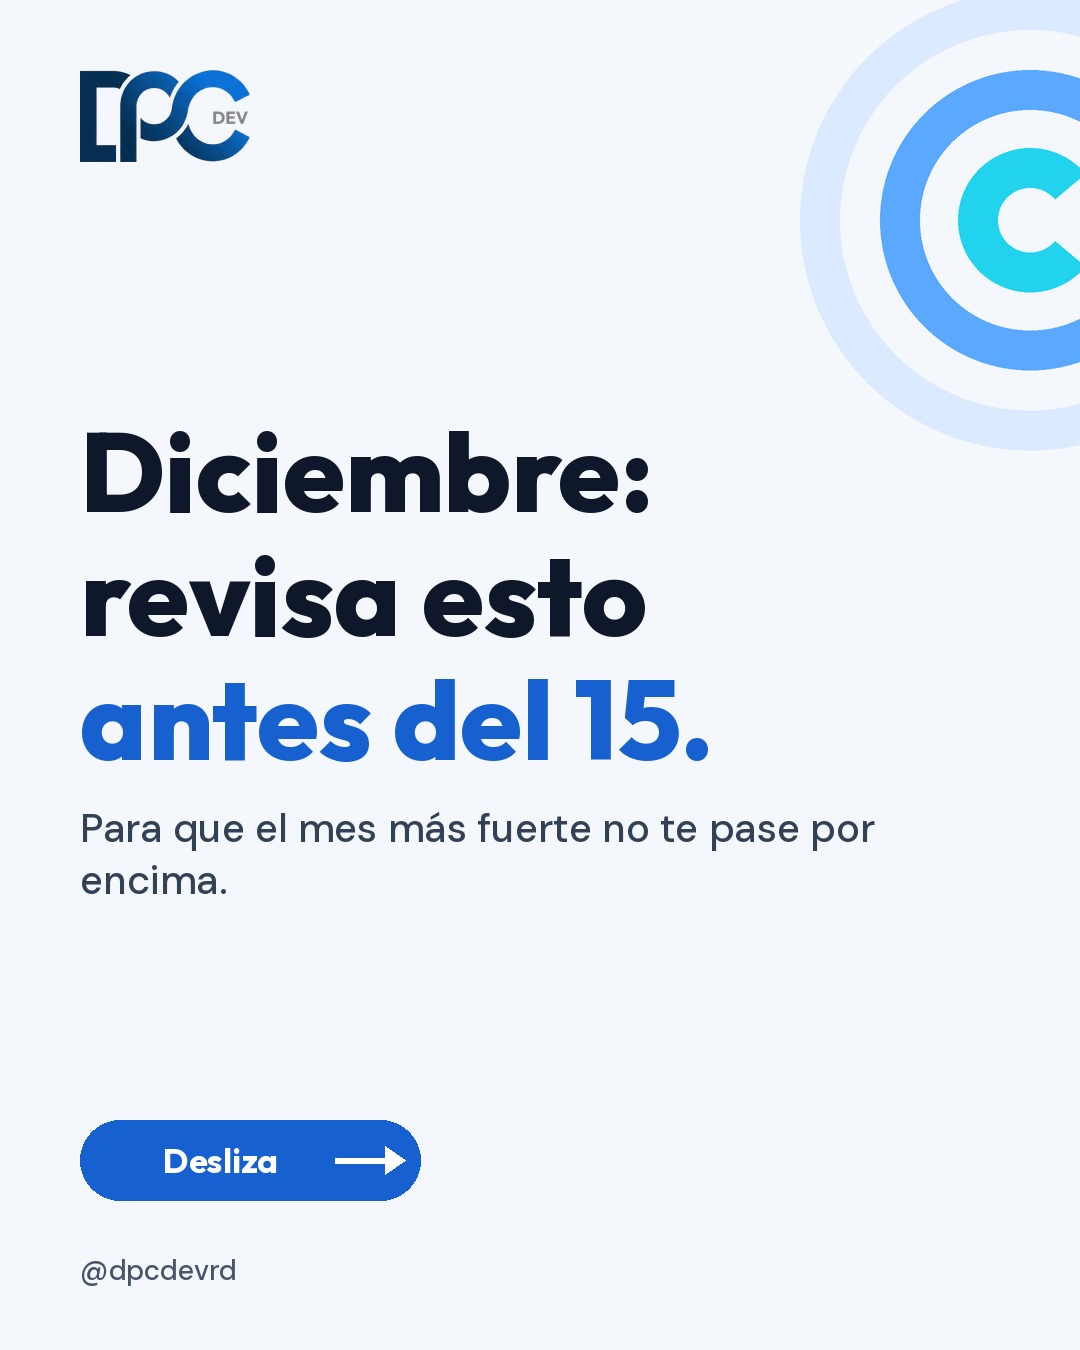 DPC
DEV
Diciembre:
revisa esto
antes del 15.
Para que el mes más fuerte no te pase por
encima.
Desliza
@dpcdevrd